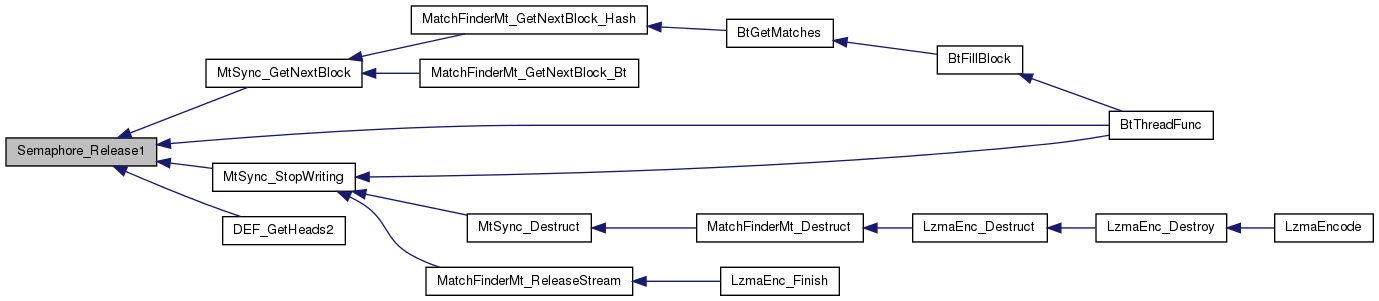 MatchFinderMt_GetNextBlock_Hash
BtGetMatches
BtFillBlock
MtSync_GetNextBlock
MatchFinderMt_GetNextBlock_Bt
BtThreadFunc
Semaphore_Release1
MtSync_StopWriting
DEF_GetHeads2
MtSync_Destruct
MatchFinderMt_Destruct
LzmaEnc_Destruct
LzmaEnc_Destroy
LzmaEncode
MatchFinderMt_ReleaseStream
LzmaEnc_Finish